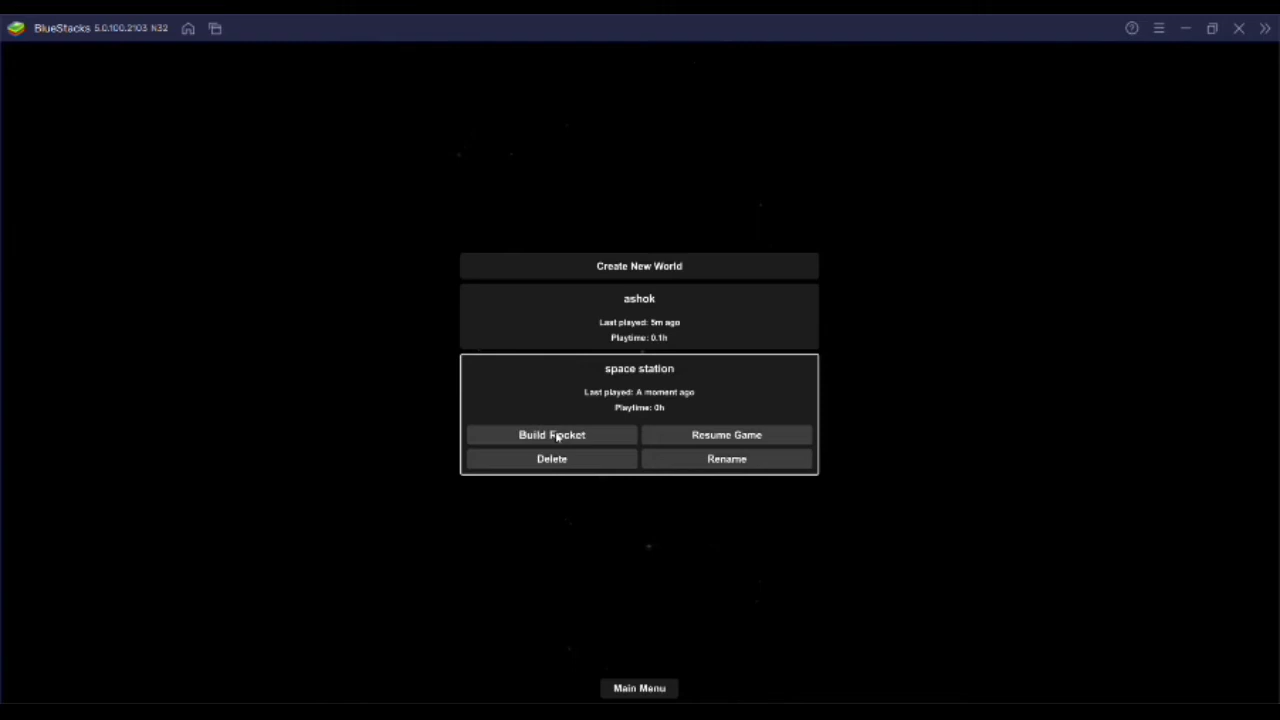 BlueStacks 5.0.100.2103 N32
Create New World
ashok
Last played: 5m ago
Playtime: 0.1h
space station
Last played: A moment ago
Playtime: 0h
Build Rocket Resume Game
Delete Rename
Main Menu